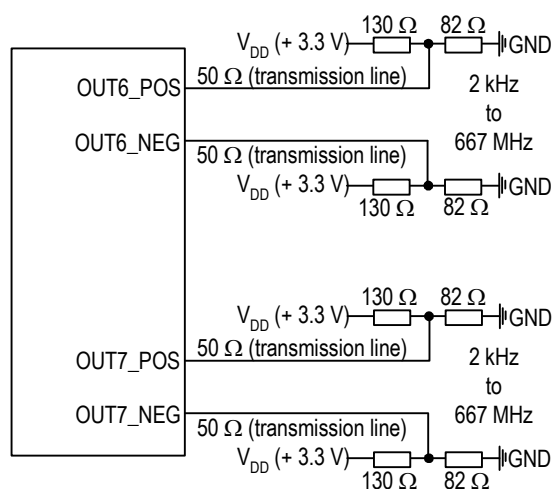 130 Ω 82 Ω
V_DD (+ 3.3 V) GND
OUT6_POS 50 Ω (transmission line) 2 kHz
to
OUT6_NEG 50 Ω (transmission line) 667 MHz
V_DD (+ 3.3 V) GND
130 Ω 82 Ω
130 Ω 82 Ω
V_DD (+ 3.3 V) GND
OUT7_POS 50 Ω (transmission line) 2 kHz
to
OUT7_NEG 50 Ω (transmission line) 667 MHz
V_DD (+ 3.3 V) GND
130 Ω 82 Ω